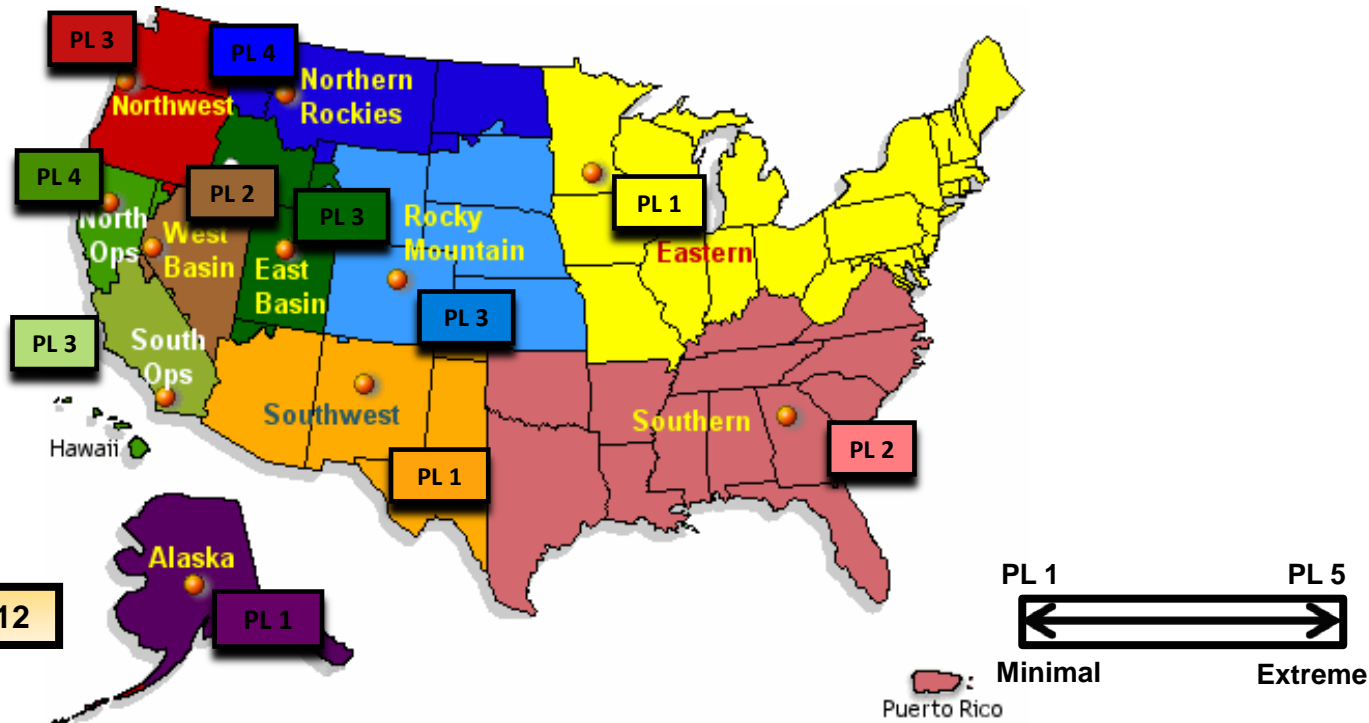 PL 3
PL 4
Northern
Rockies
Northwest
PL 4
PL 2
PL 3
PL 1
North
Ops
West
Basin
Rocky
Mountain
Eastern
East
Basin
PL 3
PL 3
South
Ops
Southwest
Southern
Hawaii
PL 1
PL 2
Alaska
12
PL 1
PL 1 PL 5
Minimal Extreme
Puerto Rico